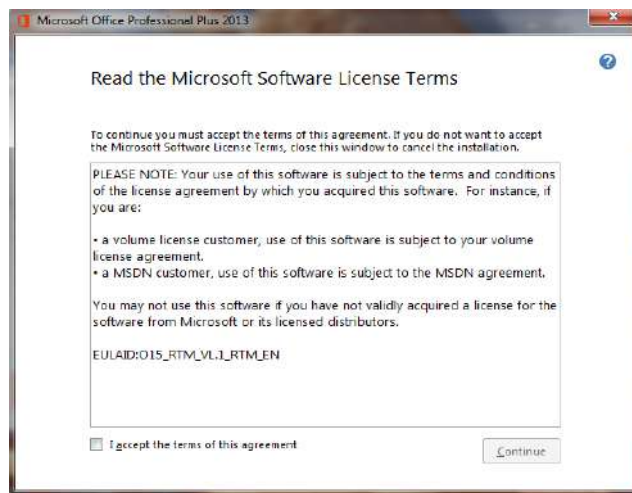 Microsoft Office Professional Plus 2013
Read the Microsoft Software License Terms
To continue you must accept the terms of this agreement. If you do not want to accept
the Microsoft Software License Terms, close this window to cancel the installation.
PLEASE NOTE: Your use of this software is subject to the terms and conditions
of the license agreement by which you acquired this software.  For instance, if
you are:
• a volume license customer, use of this software is subject to your volume
license agreement.
• a MSDN customer, use of this software is subject to the MSDN agreement.
You may not use this software if you have not validly acquired a license for the
software from Microsoft or its licensed distributors.
EULAID:O15_RTM_VL.1_RTM_EN
I accept the terms of this agreement
Continue